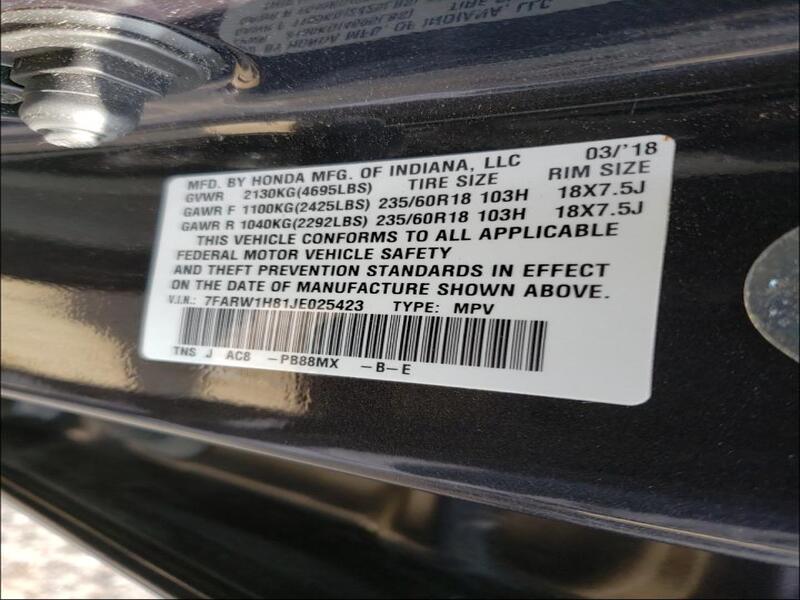 MFD. BY HONDA MFG. OF INDIANA, LLC 03/'18
GVWR 2130KG(4695LBS) TIRE SIZE RIM SIZE
GAWR F 1100KG(2425LBS) 235/60R18 103H 18X7.5J
GAWR R 1040KG(2292LBS) 235/60R18 103H 18X7.5J
THIS VEHICLE CONFORMS TO ALL APPLICABLE
FEDERAL MOTOR VEHICLE SAFETY
AND THEFT PREVENTION STANDARDS IN EFFECT
ON THE DATE OF MANUFACTURE SHOWN ABOVE.
V.I.N.: 7FARW1H81JE025423 TYPE: MPV
TNS J AC8 -PB88MX -B-E